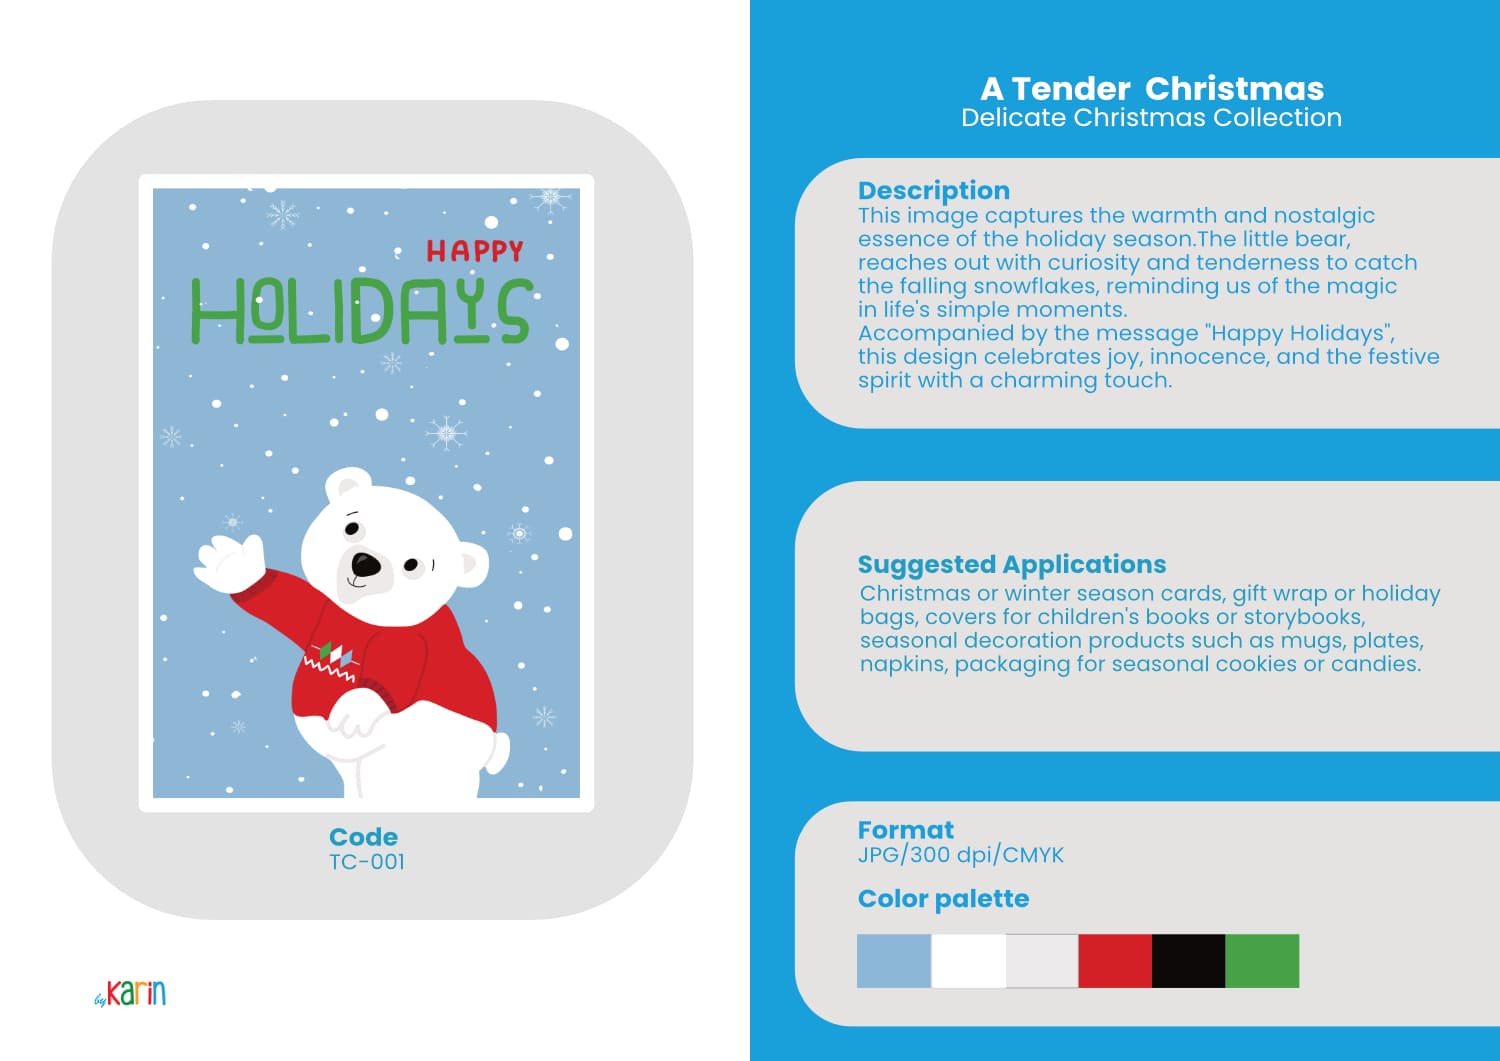 HAPPY
HOLIDAYS
Code
TC-001
by Karin
A Tender Christmas
Delicate Christmas Collection
Description
This image captures the warmth and nostalgic
essence of the holiday season.The little bear,
reaches out with curiosity and tenderness to catch
the falling snowflakes, reminding us of the magic
in life's simple moments.
Accompanied by the message "Happy Holidays",
this design celebrates joy, innocence, and the festive
spirit with a charming touch.
Suggested Applications
Christmas or winter season cards, gift wrap or holiday
bags, covers for children's books or storybooks,
seasonal decoration products such as mugs, plates,
napkins, packaging for seasonal cookies or candies.
Format
JPG/300 dpi/CMYK
Color palette